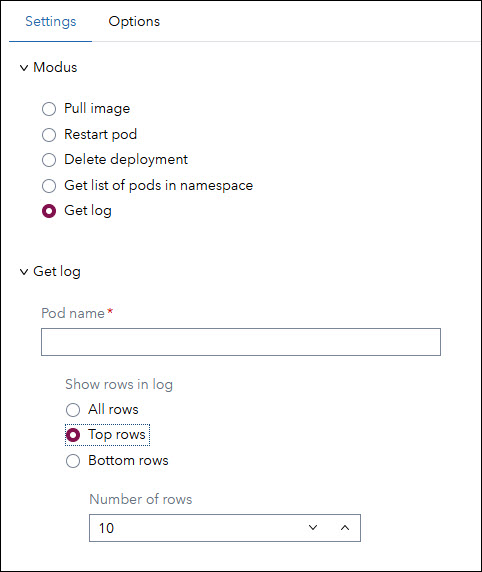 Settings Options
Modus
Pull image
Restart pod
Delete deployment
Get list of pods in namespace
Get log
Get log
Pod name*
Show rows in log
All rows
Top rows
Bottom rows
Number of rows
10